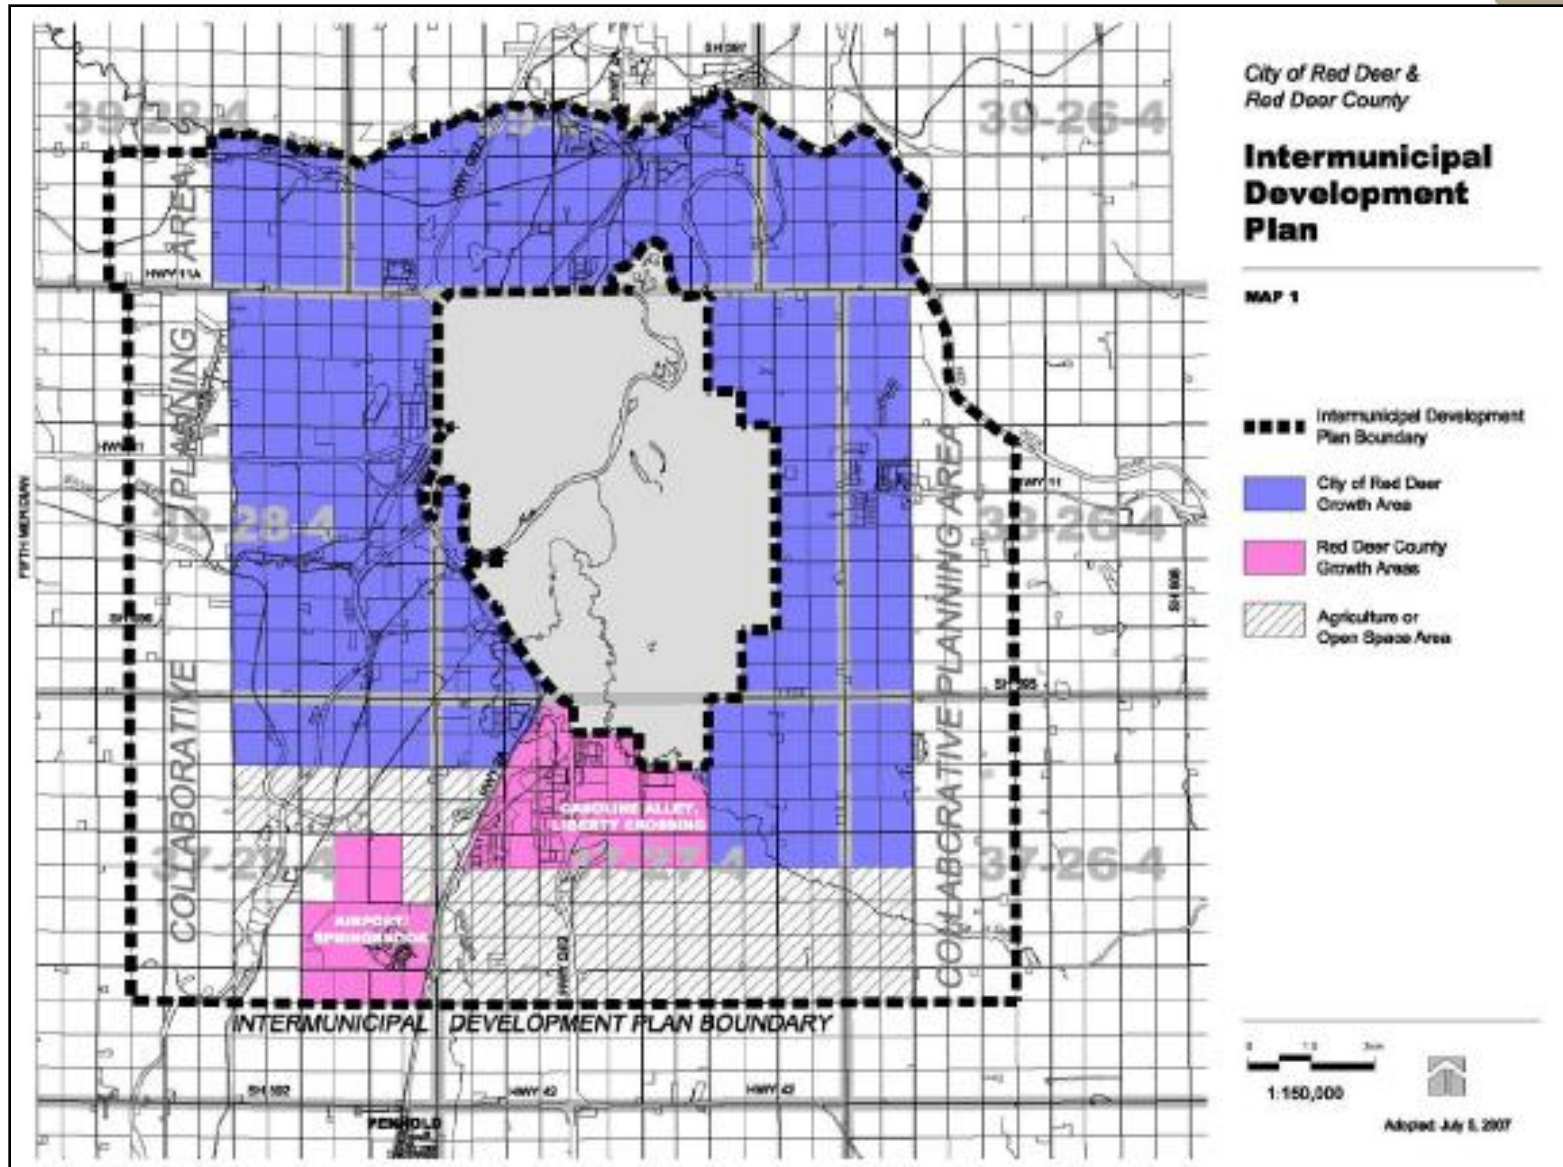 City of Red Deer &
Red Deer County
Intermunicipal
Development
Plan
MAP 1
Intermunicipal Development
Plan Boundary
City of Red Deer
Growth Area
Red Deer County
Growth Areas
Agriculture or
Open Space Area
1:150,000
Adopted: July 5, 2007
39-28-4
39-26-4
HWY 11A
COLLABORATIVE PLANNING AREA
COLLABORATIVE PLANNING AREA
FIFTH MERIDIAN
38-28-4
38-26-4
HWY 11
GASOLINE ALLEY,
LIBERTY CROSSING
37-26-4
AIRPORT/
SPRINGBROOK
INTERMUNICIPAL DEVELOPMENT PLAN BOUNDARY
SH 592
HWY 42
HWY 42
PENHOLD